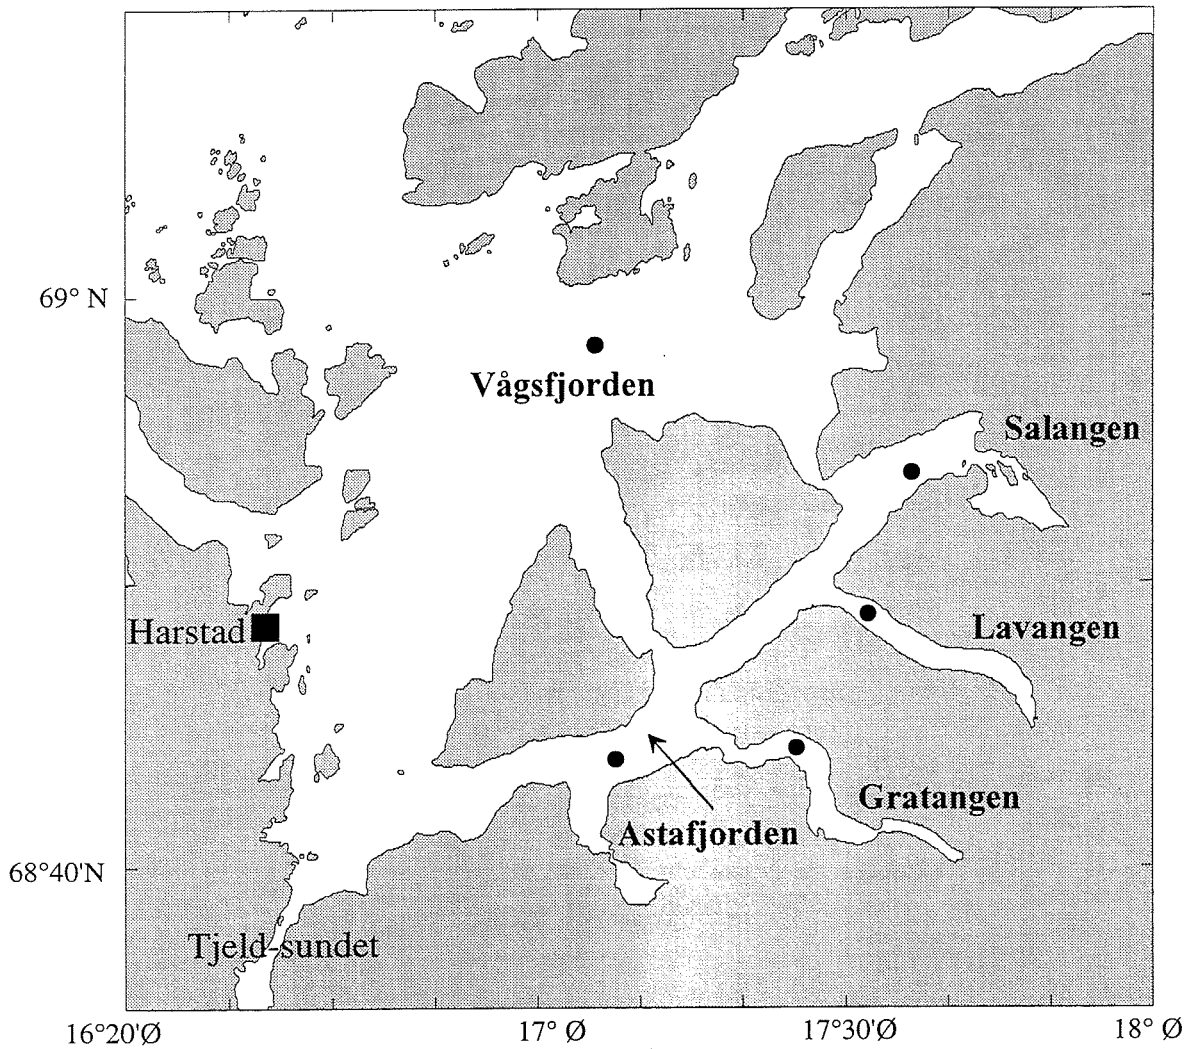 69° N
Vågsfjorden
Salangen
Harstad
Lavangen
Gratangen
Astafjorden
68°40'N
Tjeld-sundet
16°20'Ø
17° Ø
17°30'Ø
18° Ø